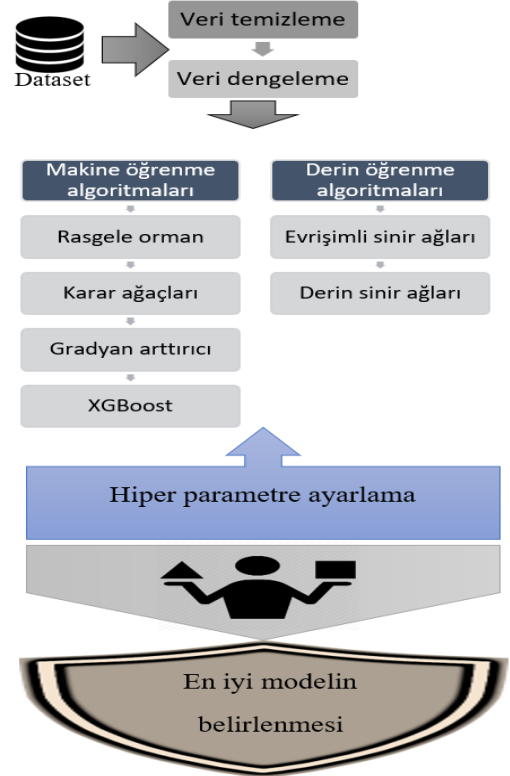 Veri temizleme
Dataset
Veri dengeleme
Makine öğrenme
algoritmaları
Rasgele orman
Karar ağaçları
Gradyan arttırıcı
XGBoost
Derin öğrenme
algoritmaları
Evrişimli sinir ağları
Derin sinir ağları
Hiper parametre ayarlama
En iyi modelin
belirlenmesi